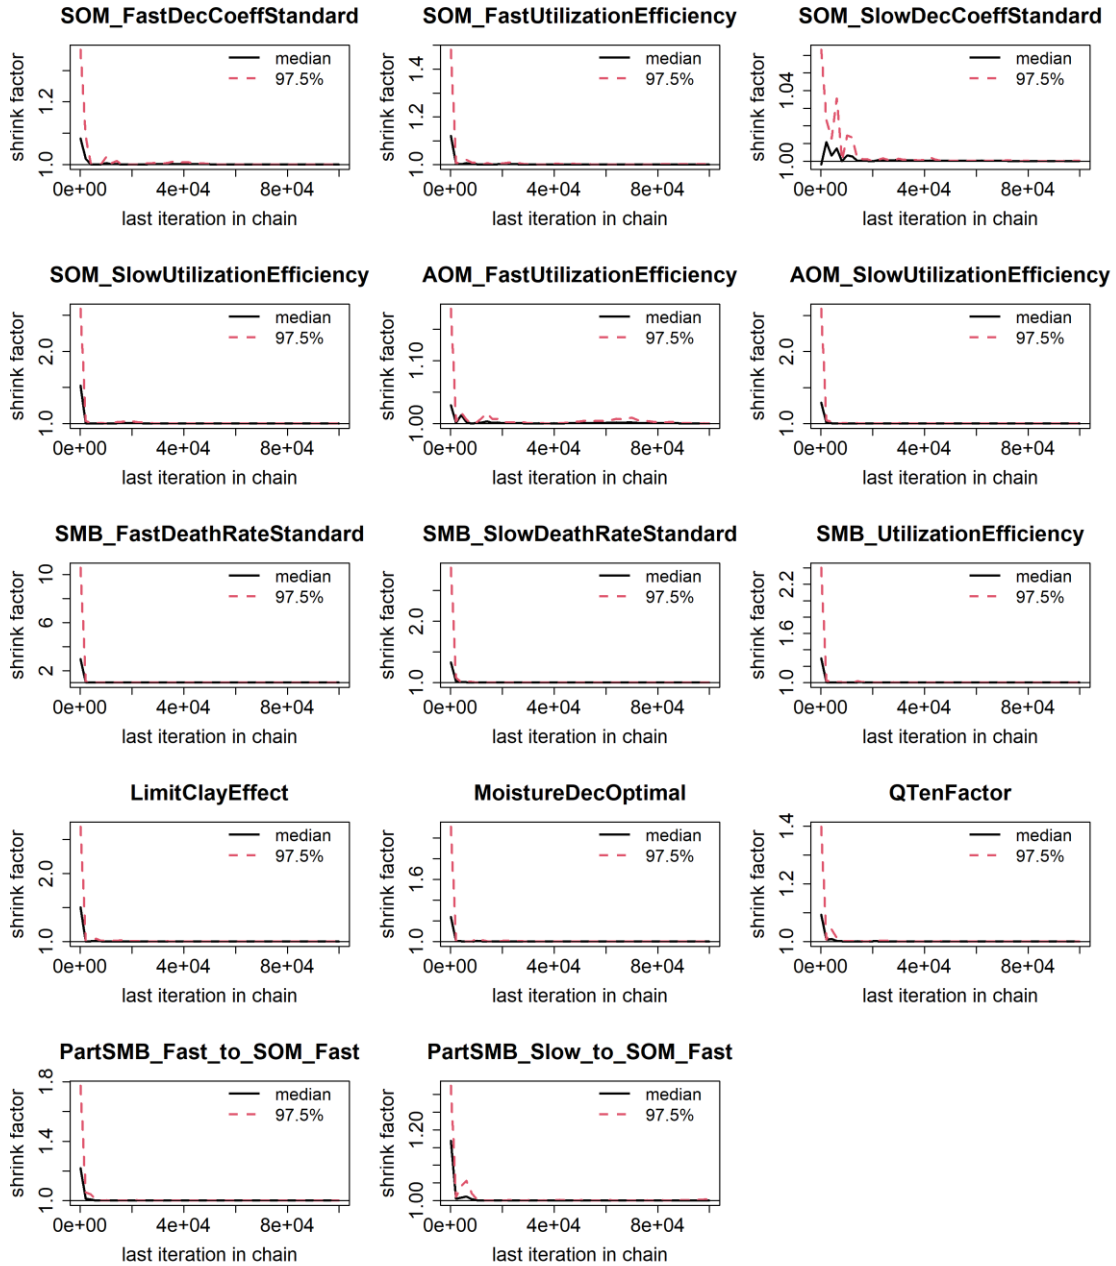 SOM_FastDecCoeffStandard
shrink factor
1.0 1.2
median
97.5%
0e+00 4e+04 8e+04
last iteration in chain
SOM_FastUtilizationEfficiency
shrink factor
1.0 1.2 1.4
median
97.5%
0e+00 4e+04 8e+04
last iteration in chain
SOM_SlowDecCoeffStandard
shrink factor
1.00 1.04
median
97.5%
0e+00 4e+04 8e+04
last iteration in chain
SOM_SlowUtilizationEfficiency
shrink factor
1.0 2.0
median
97.5%
0e+00 4e+04 8e+04
last iteration in chain
AOM_FastUtilizationEfficiency
shrink factor
1.00 1.10
median
97.5%
0e+00 4e+04 8e+04
last iteration in chain
AOM_SlowUtilizationEfficiency
shrink factor
1.0 2.0
median
97.5%
0e+00 4e+04 8e+04
last iteration in chain
SMB_FastDeathRateStandard
shrink factor
2 6 10
median
97.5%
0e+00 4e+04 8e+04
last iteration in chain
SMB_SlowDeathRateStandard
shrink factor
1.0 2.0
median
97.5%
0e+00 4e+04 8e+04
last iteration in chain
SMB_UtilizationEfficiency
shrink factor
1.0 1.6 2.2
median
97.5%
0e+00 4e+04 8e+04
last iteration in chain
LimitClayEffect
shrink factor
1.0 2.0
median
97.5%
0e+00 4e+04 8e+04
last iteration in chain
MoistureDecOptimal
shrink factor
1.0 1.6
median
97.5%
0e+00 4e+04 8e+04
last iteration in chain
QTenFactor
shrink factor
1.0 1.2 1.4
median
97.5%
0e+00 4e+04 8e+04
last iteration in chain
PartSMB_Fast_to_SOM_Fast
shrink factor
1.0 1.4 1.8
median
97.5%
0e+00 4e+04 8e+04
last iteration in chain
PartSMB_Slow_to_SOM_Fast
shrink factor
1.00 1.20
median
97.5%
0e+00 4e+04 8e+04
last iteration in chain